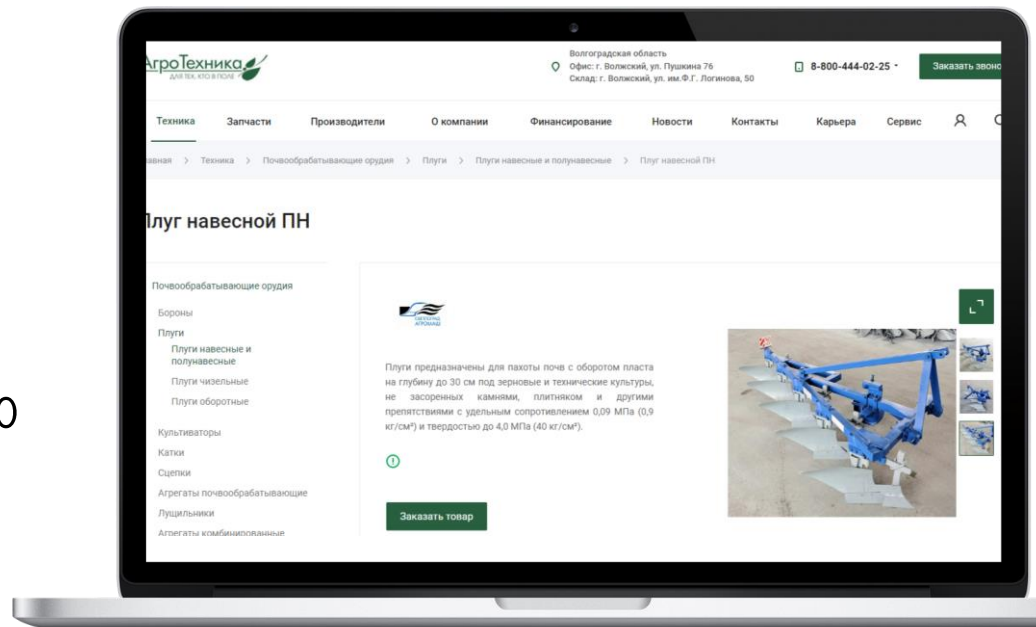 АгроТехника
ДЛЯ ТЕХ, КТО В ПОЛЕ
Волгоградская область
Офис: г. Волжский, ул. Пушкина 76
Склад: г. Волжский, ул. им.Ф.Г. Логинова, 50
8-800-444-02-25
Заказать звоно
Техника Запчасти Производители О компании Финансирование Новости Контакты Карьера Сервис
авная > Техника > Почвообрабатывающие орудия > Плуги > Плуги навесные и полунавесные > Плуг навесной ПН
Плуг навесной ПН
Почвообрабатывающие орудия
Бороны
Плуги
Плуги навесные и
полунавесные
Плуги чизельные
Плуги оборотные
Культиваторы
Катки
Сцепки
Агрегаты почвообрабатывающие
Лущильники
Агрегаты комбинированные
Плуги предназначены для пахоты почв с оборотом пласта
на глубину до 30 см под зерновые и технические культуры,
не засоренных камнями, плитняком и другими
препятствиями с удельным сопротивлением 0,09 МПа (0,9
кг/см²) и твердостью до 4,0 МПа (40 кг/см²).
Заказать товар
ю